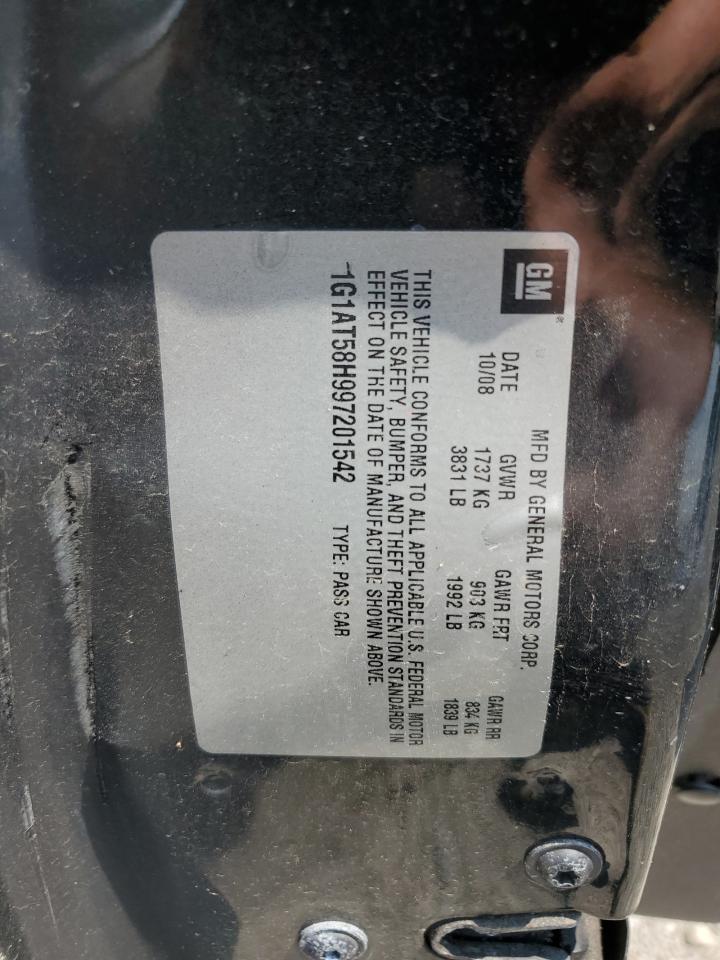 GM
MFD BY GENERAL MOTORS CORP.
DATE GVWR GAWR FRT GAWR RR
10/08 1737 KG 903 KG 834 KG
3831 LB 1992 LB 1839 LB
THIS VEHICLE CONFORMS TO ALL APPLICABLE U.S. FEDERAL MOTOR
VEHICLE SAFETY, BUMPER, AND THEFT PREVENTION STANDARDS IN
EFFECT ON THE DATE OF MANUFACTURE SHOWN ABOVE.
1G1AT58H997201542 TYPE: PASS CAR